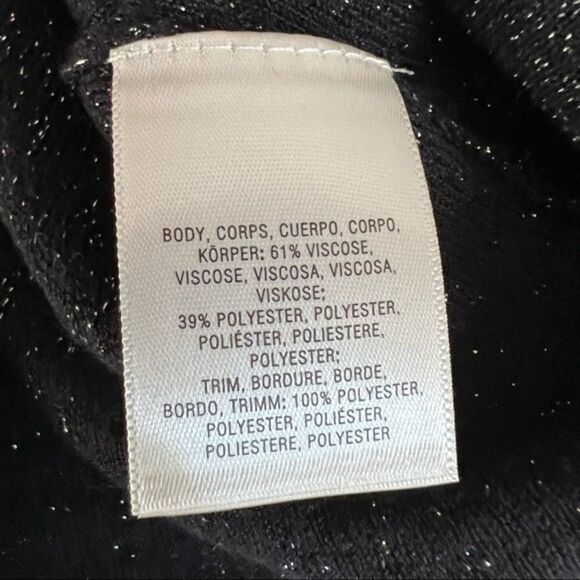 BODY, CORPS, CUERPO, CORPO,
KÖRPER: 61% VISCOSE,
VISCOSE, VISCOSA, VISCOSA,
VISKOSE;
39% POLYESTER, POLYESTER,
POLIÉSTER, POLIESTERE,
POLYESTER;
TRIM, BORDURE, BORDE,
BORDO, TRIMM: 100% POLYESTER,
POLYESTER, POLIÉSTER,
POLIESTERE, POLYESTER